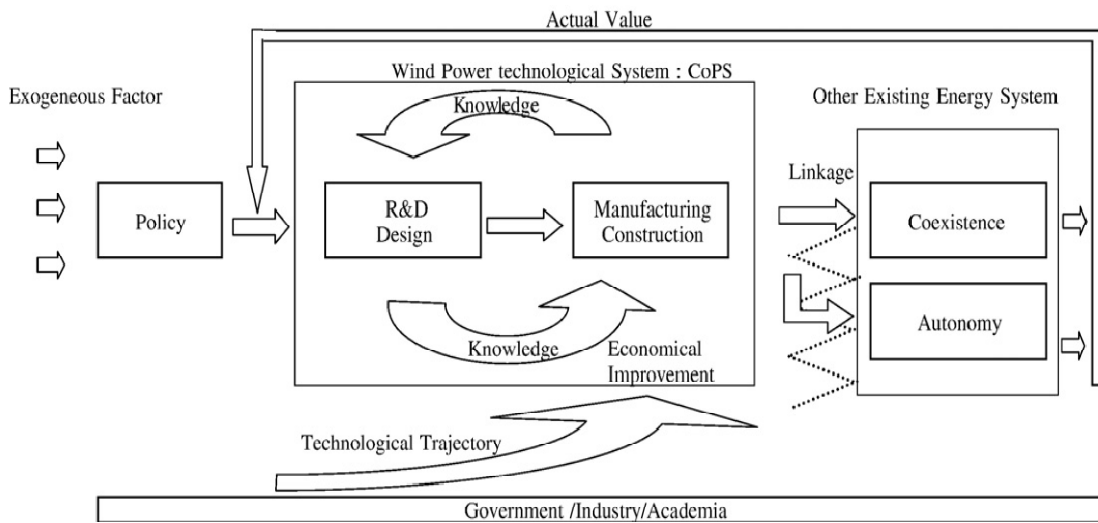 Actual Value
Wind Power technological System : CoPS
Exogeneous Factor
Knowledge
Other Existing Energy System
Linkage
Policy
R&D
Design
Manufacturing
Construction
Coexistence
Autonomy
Knowledge
Economical
Improvement
Technological Trajectory
Government /Industry/Academia